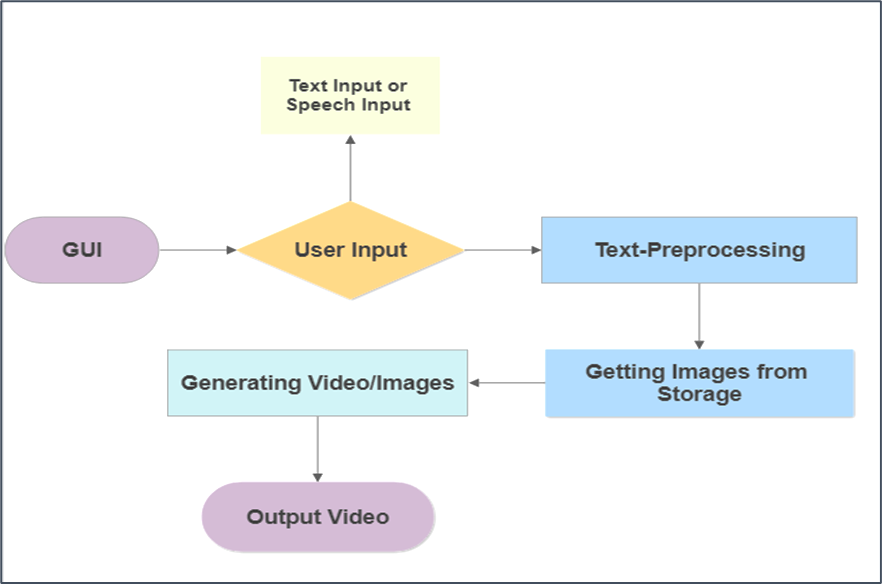 Text Input or
Speech Input
GUI
User Input
Text-Preprocessing
Generating Video/Images
Getting Images from
Storage
Output Video